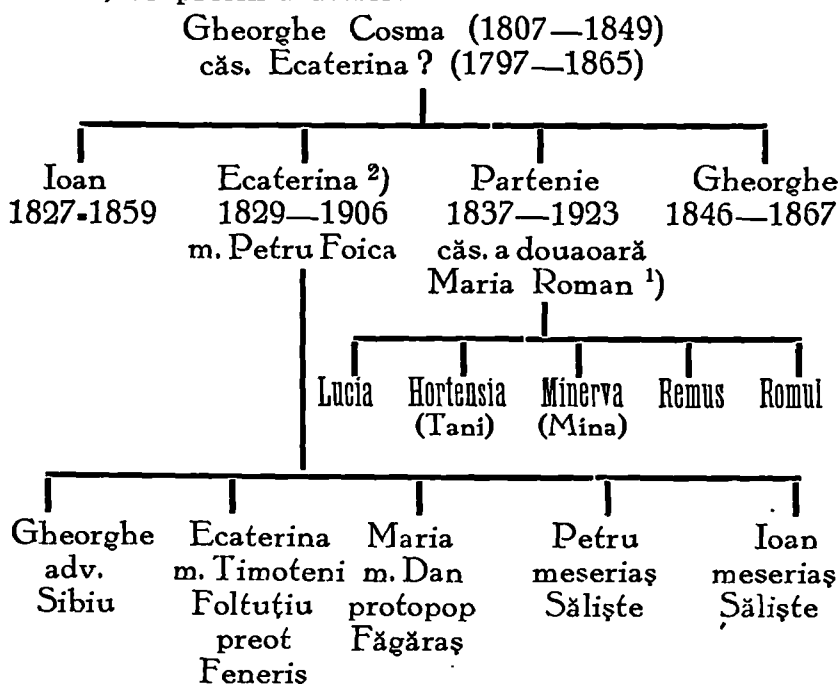 Gheorghe Cosma (1807—1849)
căs. Ecaterina ? (1797—1865)
Ioan Ecaterina ²) Partenie Gheorghe
1827-1859 1829—1906 1837—1923 1846—1867
m. Petru Foica căs. a douaoară
Maria Roman ¹)
Lucia Hortensia Minerva Remus Romul
(Tani) (Mina)
Gheorghe Ecaterina Maria Petru Ioan
adv. m. Timoteni m. Dan meseriaş meseriaş
Sibiu Foltuţiu protopop Sălişte Sălişte
preot Făgăraş
Feneris